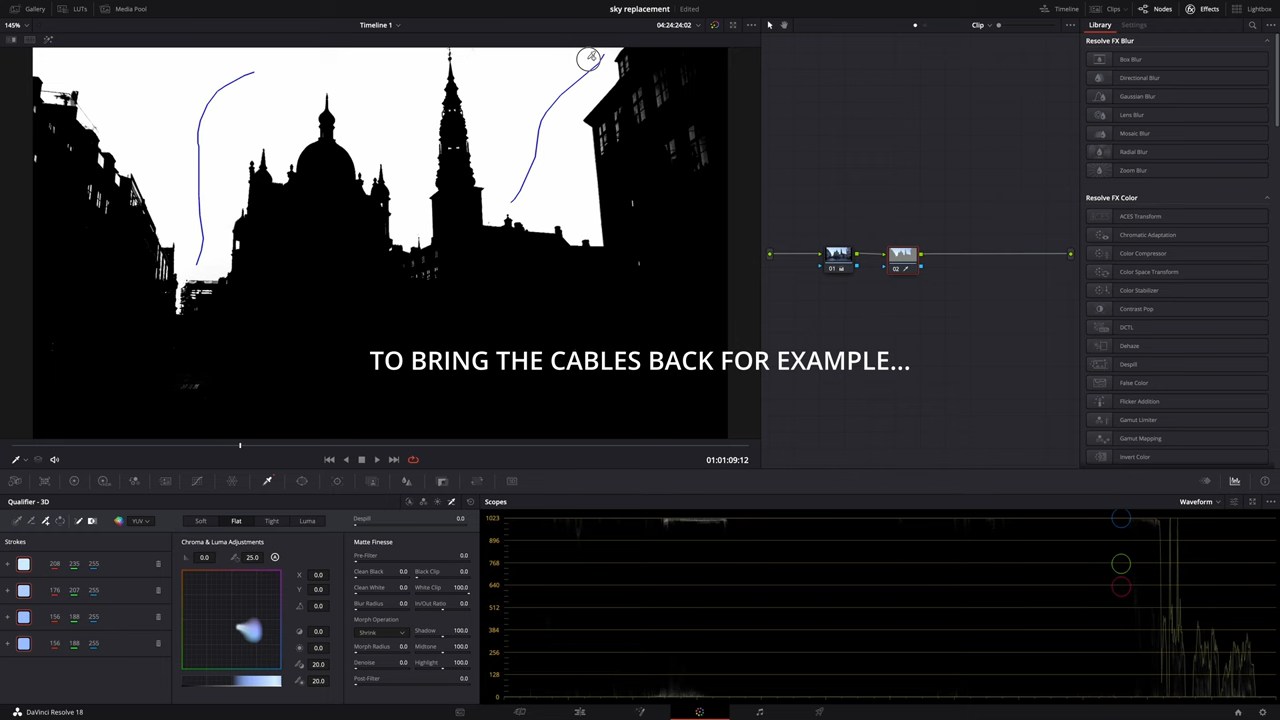 Gallery LUTs Media Pool sky replacement Edited Timeline Clips Nodes Effects Lightbox
145% Timeline 1 04:24:24:02 Clip Library Settings
Resolve FX Blur
Box Blur
Directional Blur
Gaussian Blur
Lens Blur
Mosaic Blur
Radial Blur
Zoom Blur
Resolve FX Color
ACES Transform
Chromatic Adaptation
Color Compressor
Color Space Transform
Color Stabilizer
Contrast Pop
DCTL
Dehaze
Despill
False Color
Flicker Addition
Gamut Limiter
Gamut Mapping
Invert Color
01 02
TO BRING THE CABLES BACK FOR EXAMPLE...
01:01:09:12
Qualifier - 3D
YUV Soft Flat Tight Luma
Strokes
208 235 255
176 207 255
156 188 255
156 188 255
Chroma & Luma Adjustments
0.0 25.0
X 0.0
Y 0.0
0.0
0.0
0.0
20.0
20.0
Despill 0.0
Matte Finesse
Pre-Filter 0.0
Clean Black 0.0 Black Clip 0.0
Clean White 0.0 White Clip 100.0
Blur Radius 0.0 In/Out Ratio 0.0
Morph Operation
Shrink Shadow 100.0
Morph Radius 0.0 Midtone 100.0
Denoise 0.0 Highlight 100.0
Post-Filter 0.0
Scopes Waveform
1023
896
768
640
512
384
256
128
0
DaVinci Resolve 18